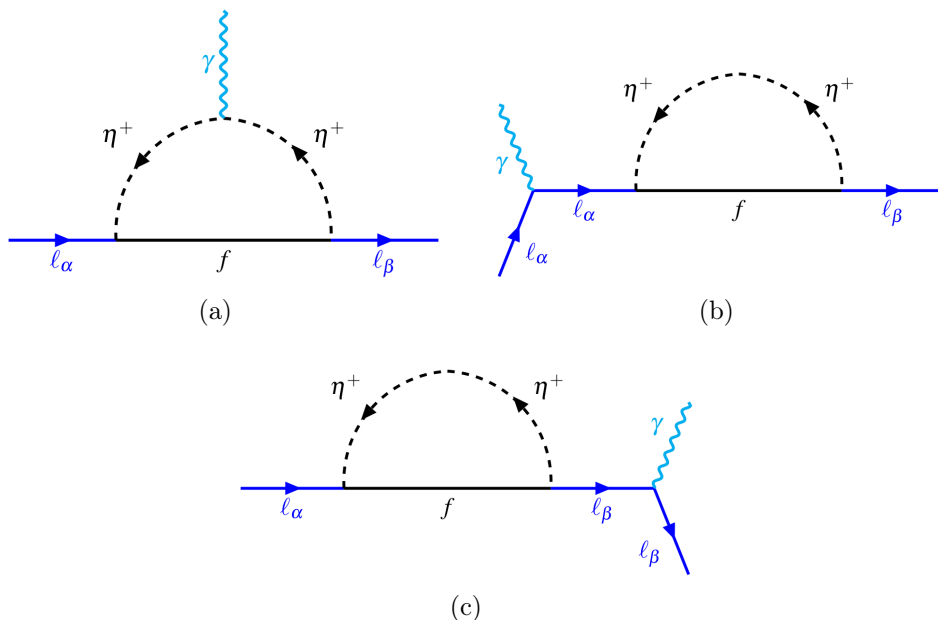 γ
η⁺ η⁺
ℓα f ℓβ
(a)
η⁺ η⁺
γ
ℓα f ℓβ
ℓα
(b)
η⁺ η⁺
γ
ℓα f ℓβ
ℓβ
(c)